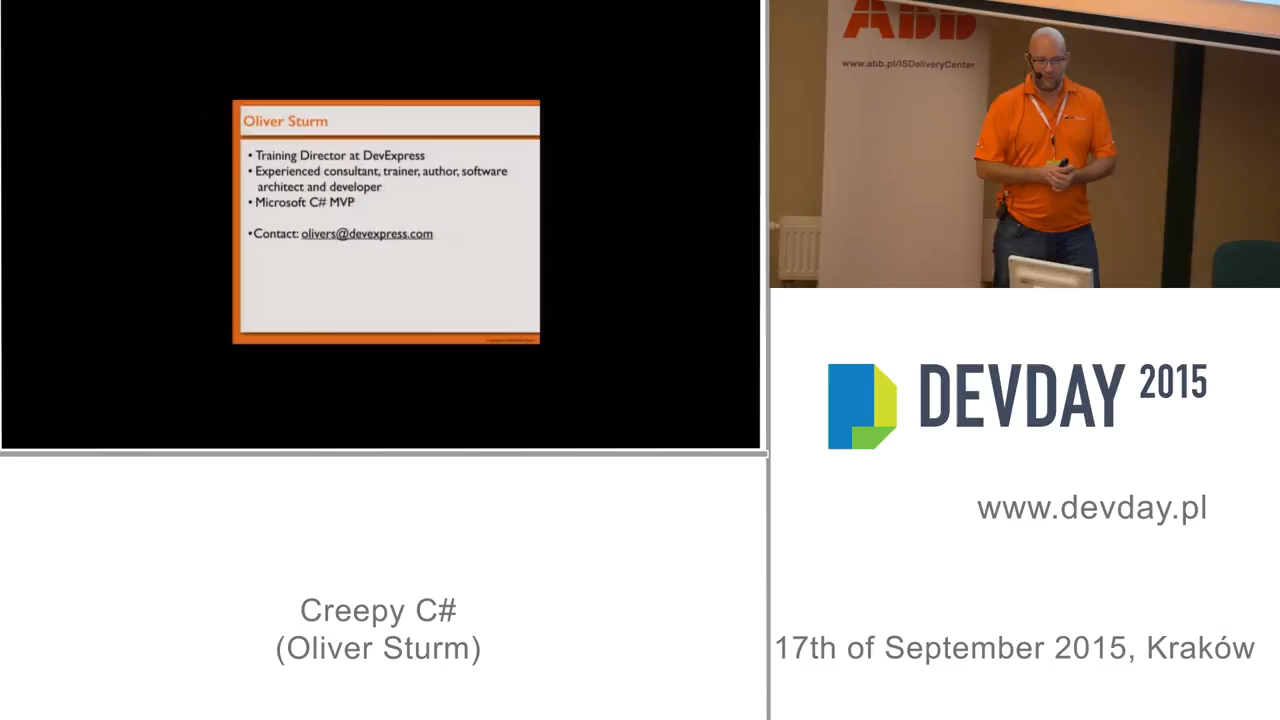 Oliver Sturm
• Training Director at DevExpress
• Experienced consultant, trainer, author, software
architect and developer
• Microsoft C# MVP
• Contact: olivers@devexpress.com
ABB
www.abb.pl/ISDeliveryCenter
DEVDAY 2015
www.devday.pl
Creepy C#
(Oliver Sturm)
17th of September 2015, Kraków